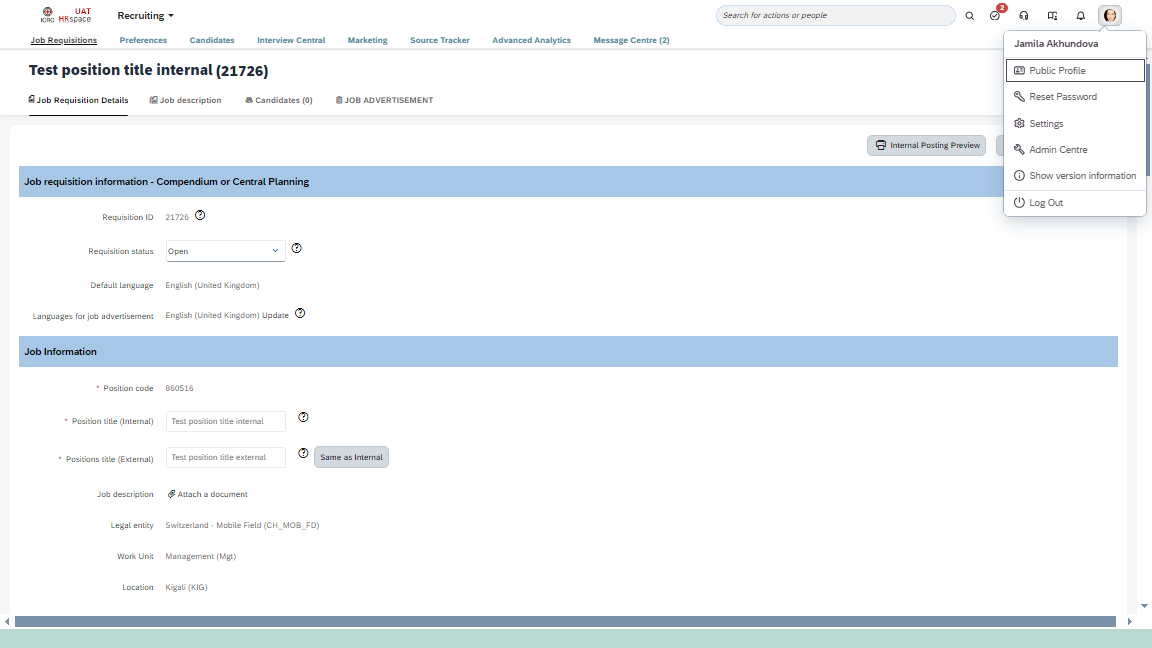 ICRC
UAT
HRspace
Recruiting
Search for actions or people
2
Job Requisitions
Preferences
Candidates
Interview Central
Marketing
Source Tracker
Advanced Analytics
Message Centre (2)
Jamila Akhundova
Public Profile
Reset Password
Settings
Admin Centre
Show version information
Log Out
Test position title internal (21726)
Job Requisition Details
Job description
Candidates (0)
JOB ADVERTISEMENT
Internal Posting Preview
Job requisition information - Compendium or Central Planning
Requisition ID 21726
Requisition status Open
Default language English (United Kingdom)
Languages for job advertisement English (United Kingdom) Update
Job Information
* Position code 860516
* Position title (Internal) Test position title internal
* Positions title (External) Test position title external Same as Internal
Job description Attach a document
Legal entity Switzerland - Mobile Field (CH_MOB_FD)
Work Unit Management (Mgt)
Location Kigali (KIG)